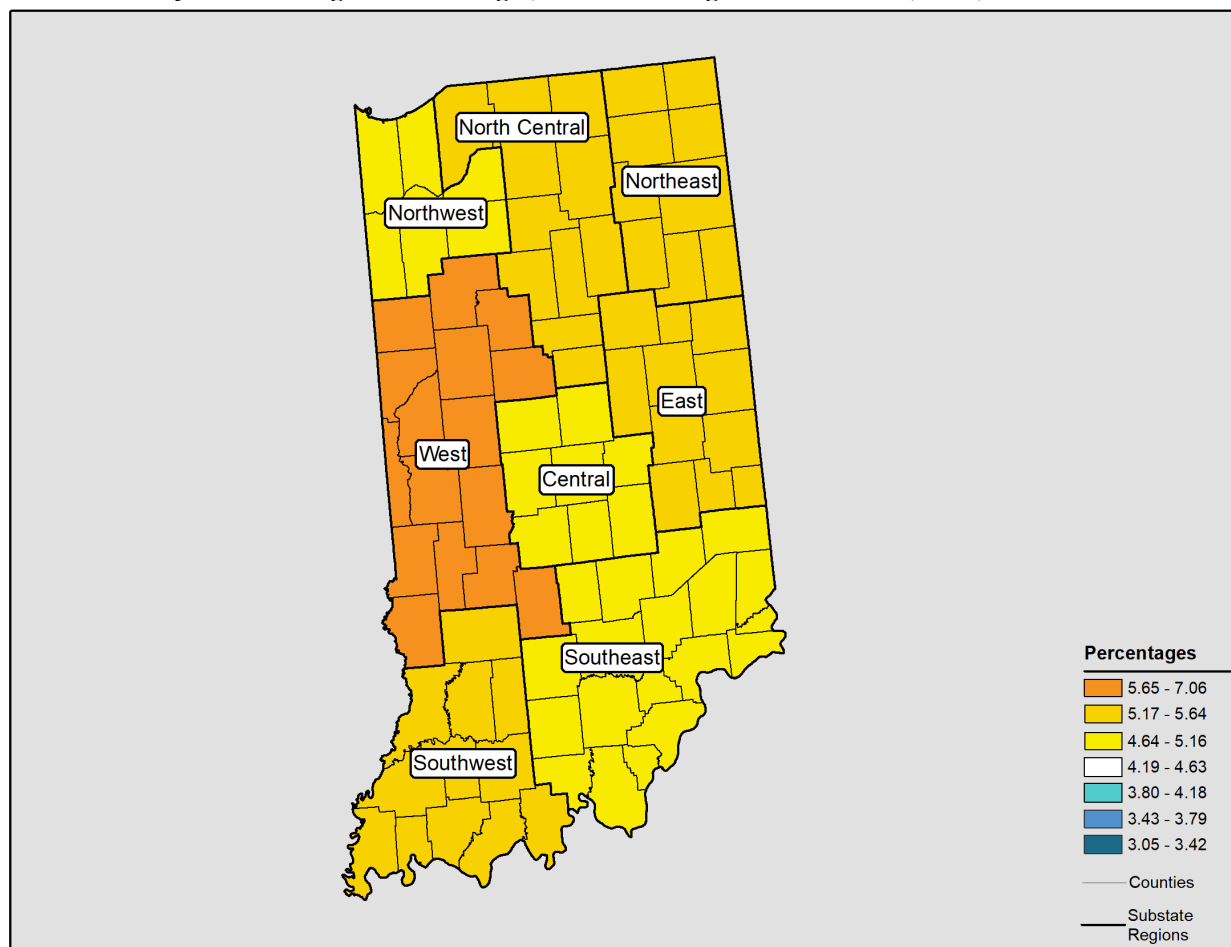 North Central
Northeast
Northwest
East
West
Central
Southeast
Southwest
Percentages
5.65 - 7.06
5.17 - 5.64
4.64 - 5.16
4.19 - 4.63
3.80 - 4.18
3.43 - 3.79
3.05 - 3.42
Counties
Substate
Regions